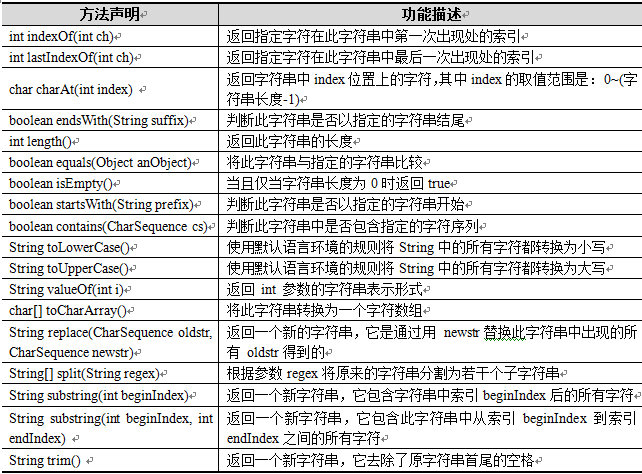 方法声明 功能描述
int indexOf(int ch) 返回指定字符在此字符串中第一次出现处的索引
int lastIndexOf(int ch) 返回指定字符在此字符串中最后一次出现处的索引
char charAt(int index) 返回字符串中 index 位置上的字符，其中 index 的取值范围是：0~(字
符串长度-1)
boolean endsWith(String suffix) 判断此字符串是否以指定的字符串结尾
int length() 返回此字符串的长度
boolean equals(Object anObject) 将此字符串与指定的字符串比较
boolean isEmpty() 当且仅当字符串长度为 0 时返回 true
boolean startsWith(String prefix) 判断此字符串是否以指定的字符串开始
boolean contains(CharSequence cs) 判断此字符串中是否包含指定的字符序列
String toLowerCase() 使用默认语言环境的规则将 String 中的所有字符都转换为小写
String toUpperCase() 使用默认语言环境的规则将 String 中的所有字符都转换为大写
String valueOf(int i) 返回 int 参数的字符串表示形式
char[] toCharArray() 将此字符串转换为一个字符数组
String replace(CharSequence oldstr, 返回一个新的字符串，它是通过用 newstr 替换此字符串中出现的所
CharSequence newstr) 有 oldstr 得到的
String[] split(String regex) 根据参数 regex 将原来的字符串分割为若干个子字符串
String substring(int beginIndex) 返回一个新字符串，它包含字符串中索引 beginIndex 后的所有字符
String substring(int beginIndex, int 返回一个新字符串，它包含此字符串中从索引 beginIndex 到索引
endIndex) endIndex 之间的所有字符
String trim() 返回一个新字符串，它去除了原字符串首尾的空格